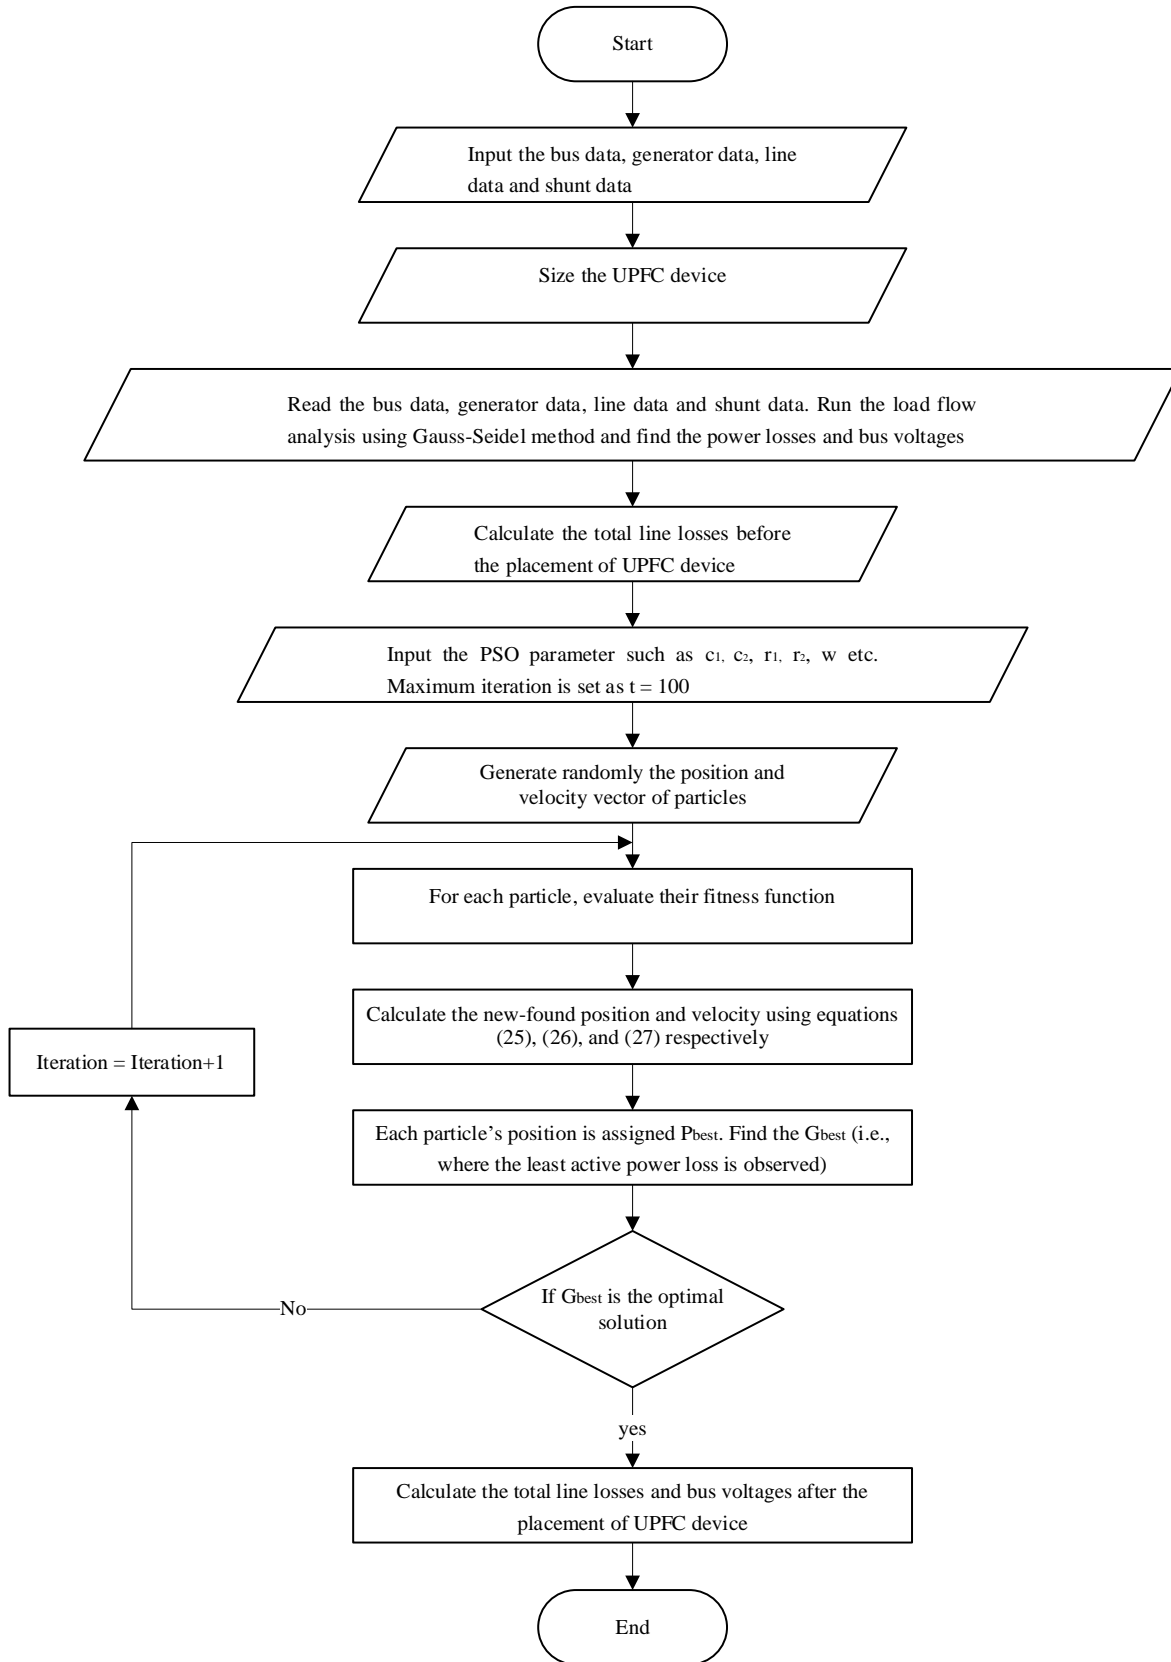 Start
Input the bus data, generator data, line
data and shunt data
Size the UPFC device
Read the bus data, generator data, line data and shunt data. Run the load flow
analysis using Gauss-Seidel method and find the power losses and bus voltages
Calculate the total line losses before
the placement of UPFC device
Input the PSO parameter such as c₁, c₂, r₁, r₂, w etc.
Maximum iteration is set as t = 100
Generate randomly the position and
velocity vector of particles
For each particle, evaluate their fitness function
Calculate the new-found position and velocity using equations
(25), (26), and (27) respectively
Iteration = Iteration+1
Each particle’s position is assigned Pbest. Find the Gbest (i.e.,
where the least active power loss is observed)
If Gbest is the optimal
solution
No
yes
Calculate the total line losses and bus voltages after the
placement of UPFC device
End